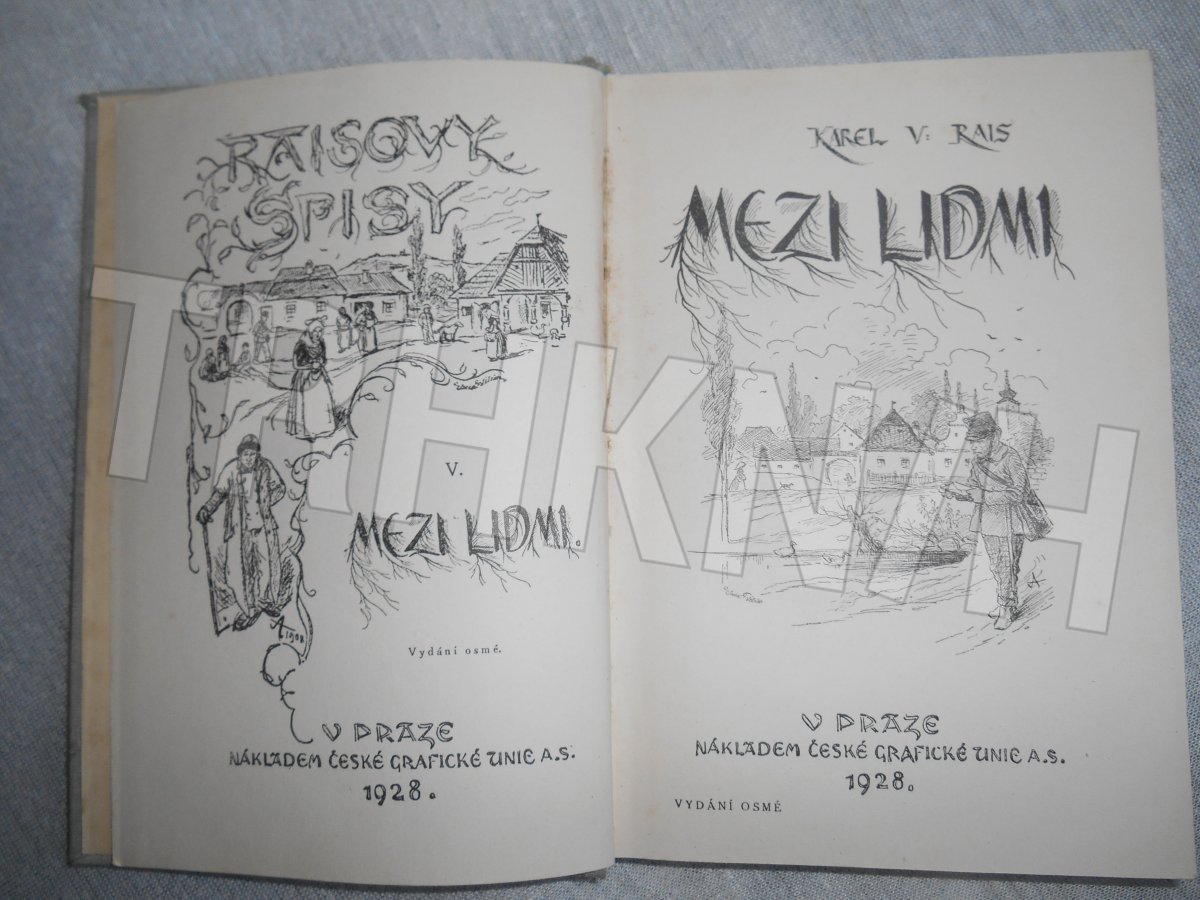 RAISOVY
SPISY
V.
MEZI LIDMI.
1908
Vydání osmé.
V PRAZE
NÁKLADEM ČESKÉ GRAFICKÉ UNIE A.S.
1928.
KAREL V. RAIS
MEZI LIDMI
V PRAZE
NÁKLADEM ČESKÉ GRAFICKÉ UNIE A.S.
1928.
VYDÁNÍ OSMÉ